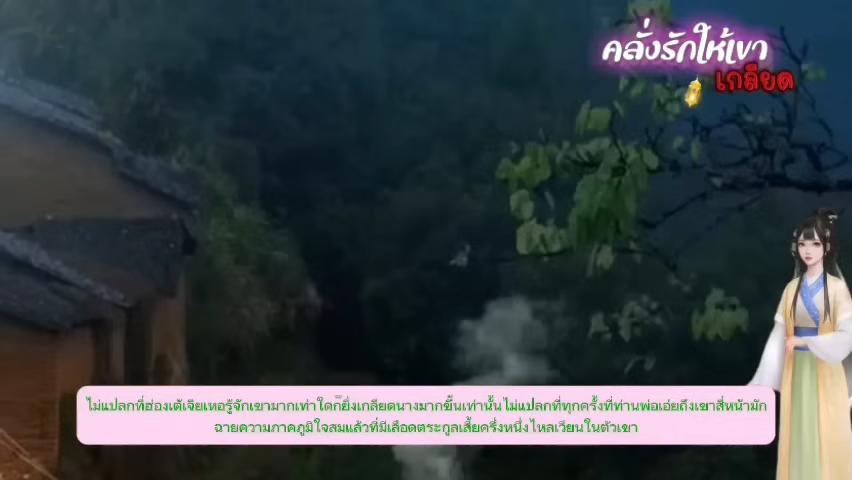 คลั่งรักให้เขา
เกลียด
ไม่แปลกที่ฮ่องเต้เจียเหอรู้จักเขามากเท่าใดก็ยิ่งเกลียดนางมากขึ้นเท่านั้น ไม่แปลกที่ทุกครั้งที่ท่านพ่อเอ่ยถึงเขาสี่หน้ามัก
ฉายความภาคภูมิใจสมแล้วที่มีเลือดตระกูลเสี้ยครึ่งหนึ่งไหลเวียนในตัวเขา